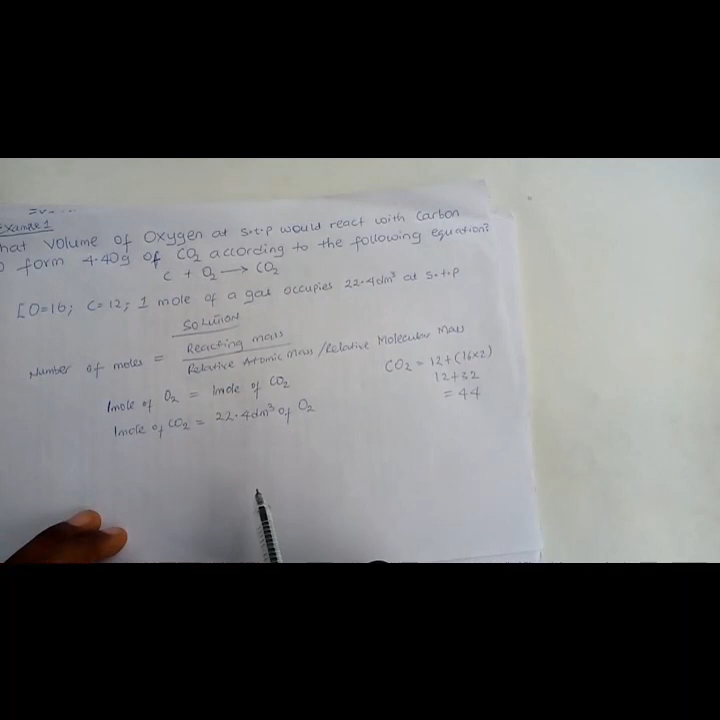 Example 1
hat Volume of Oxygen at s.t.p would react with Carbon
o form 4.40g of CO₂ according to the following equation?
C + O₂ → CO₂
[O=16; C=12; 1 mole of a gas occupies 22.4dm³ at s.t.p
SOLUTION
Number of moles = Reacting mass
Relative Atomic Mass/Relative Molecular Mass
1mole of O₂ = 1mole of CO₂
1mole of CO₂ = 22.4dm³ of O₂
CO₂ = 12+(16×2)
12+32
= 44